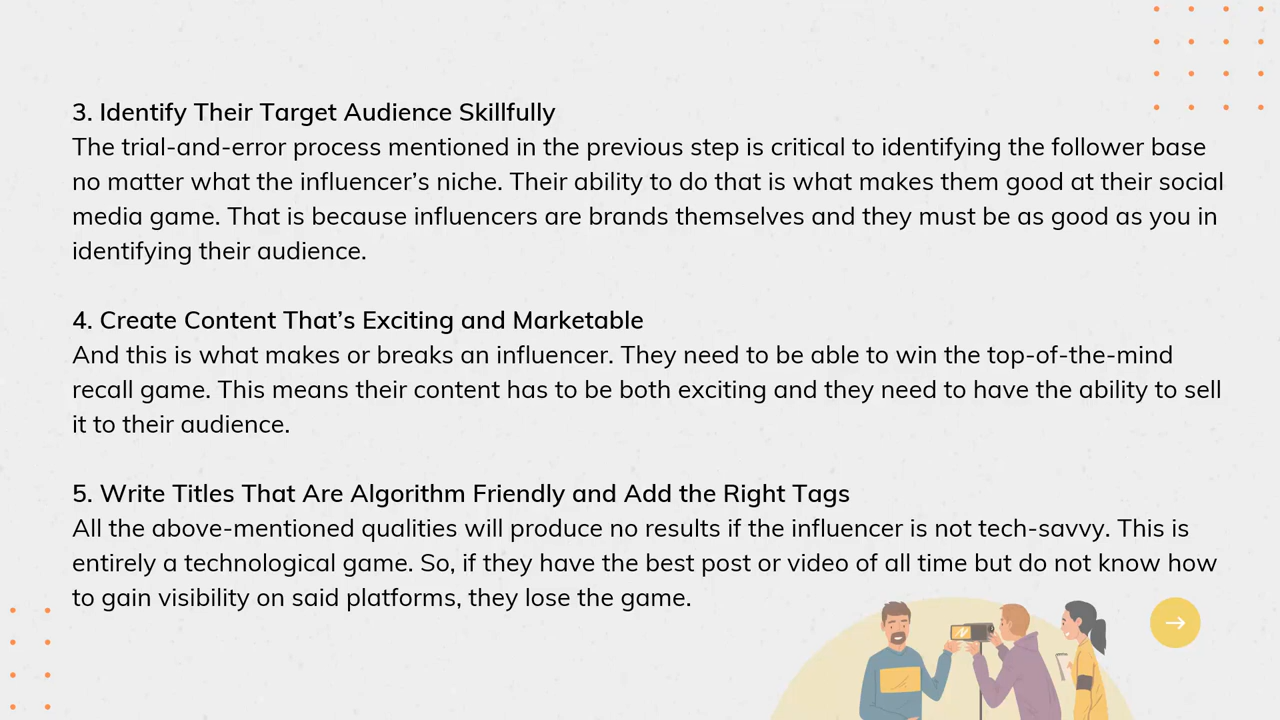 3. Identify Their Target Audience Skillfully
The trial-and-error process mentioned in the previous step is critical to identifying the follower base
no matter what the influencer’s niche. Their ability to do that is what makes them good at their social
media game. That is because influencers are brands themselves and they must be as good as you in
identifying their audience.
4. Create Content That’s Exciting and Marketable
And this is what makes or breaks an influencer. They need to be able to win the top-of-the-mind
recall game. This means their content has to be both exciting and they need to have the ability to sell
it to their audience.
5. Write Titles That Are Algorithm Friendly and Add the Right Tags
All the above-mentioned qualities will produce no results if the influencer is not tech-savvy. This is
entirely a technological game. So, if they have the best post or video of all time but do not know how
to gain visibility on said platforms, they lose the game.